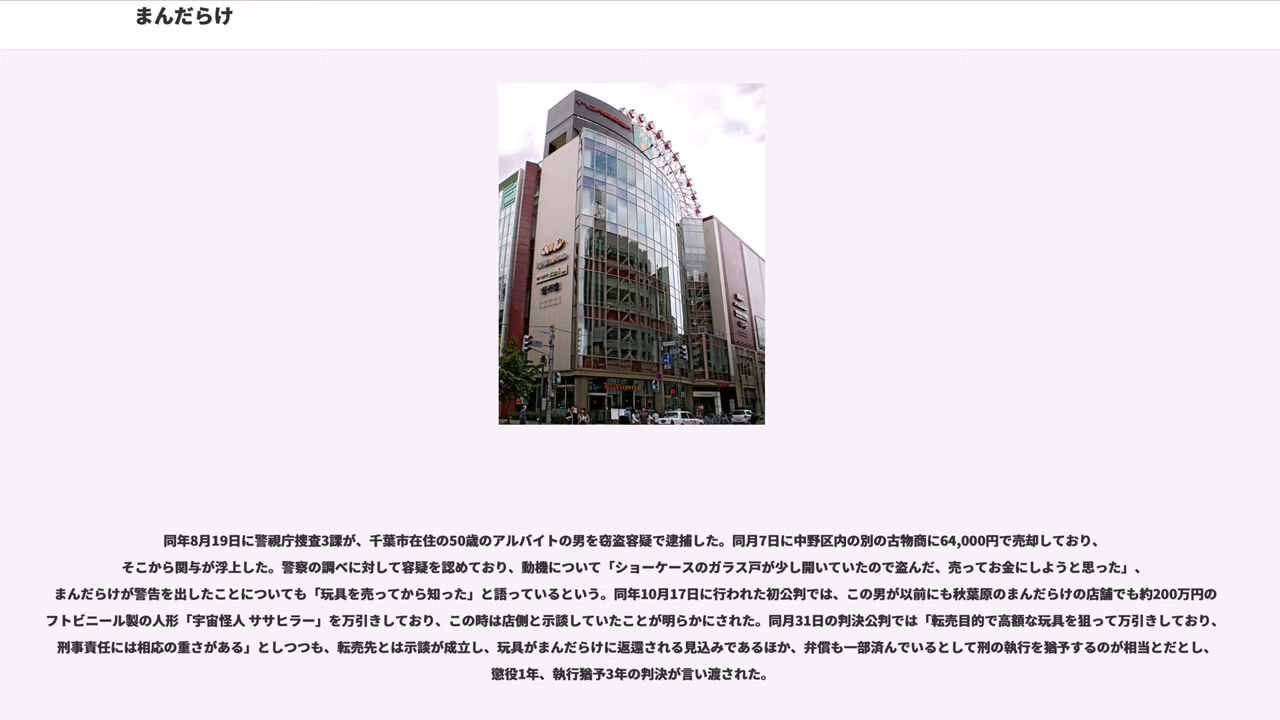 まんだらけ
同年8月19日に警視庁捜査3課が、千葉市在住の50歳のアルバイトの男を窃盗容疑で逮捕した。同月7日に中野区内の別の古物商に64,000円で売却しており、
そこから関与が浮上した。警察の調べに対して容疑を認めており、動機について「ショーケースのガラス戸が少し開いていたので盗んだ、売ってお金にしようと思った」、
まんだらけが警告を出したことについても「玩具を売ってから知った」と語っているという。同年10月17日に行われた初公判では、この男が以前にも秋葉原のまんだらけの店舗でも約200万円の
フトビニール製の人形「宇宙怪人 ササヒラー」を万引きしており、この時は店側と示談していたことが明らかにされた。同月31日の判決公判では「転売目的で高額な玩具を狙って万引きしており、
刑事責任には相応の重さがある」としつつも、転売先とは示談が成立し、玩具がまんだらけに返還される見込みであるほか、弁償も一部済んでいるとして刑の執行を猶予するのが相当とだとし、
懲役1年、執行猶予3年の判決が言い渡された。